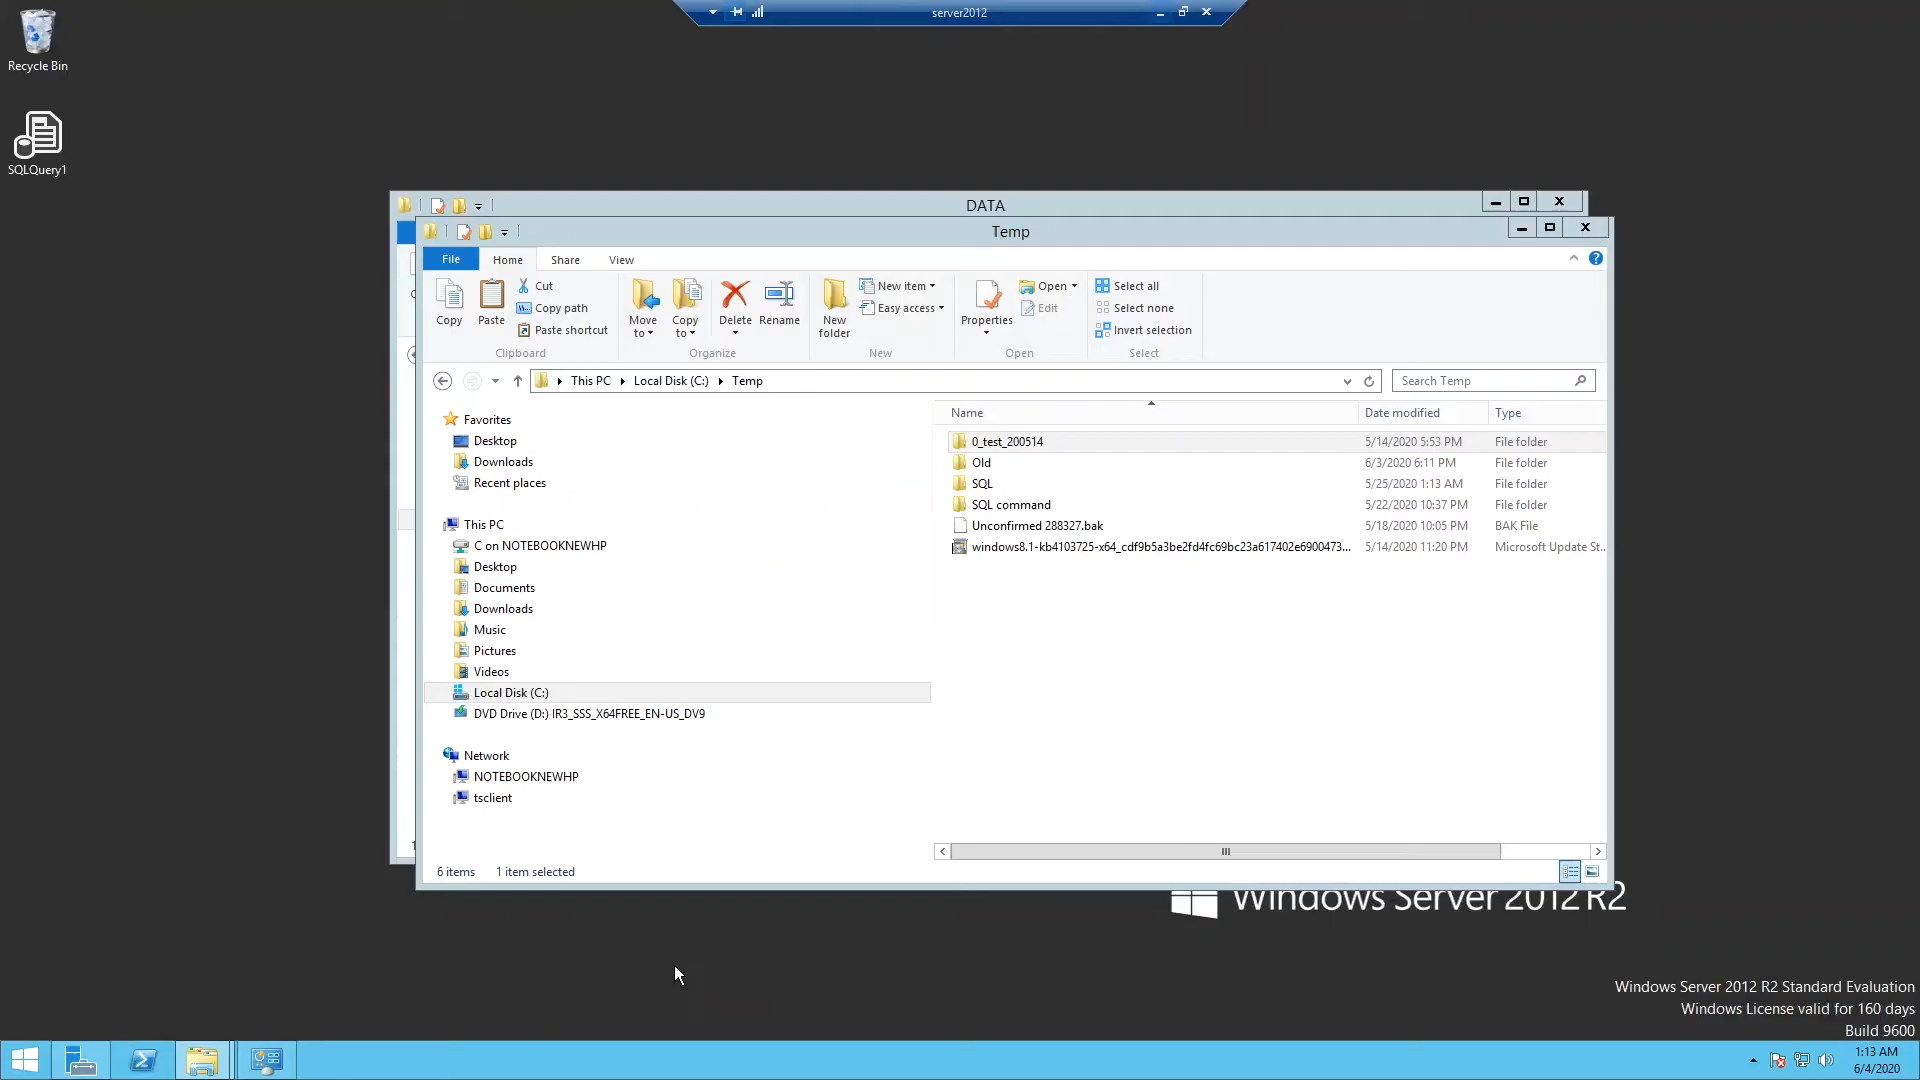 server2012
Recycle Bin
SQLQuery1
DATA
Temp
File Home Share View
Copy
Paste
Cut
Copy path
Paste shortcut
Clipboard
Move to
Copy to
Delete
Rename
Organize
New folder
New item
Easy access
New
Properties
Open
Edit
Open
Select all
Select none
Invert selection
Select
This PC Local Disk (C:) Temp
Search Temp
Favorites
Desktop
Downloads
Recent places
This PC
C on NOTEBOOKNEWHP
Desktop
Documents
Downloads
Music
Pictures
Videos
Local Disk (C:)
DVD Drive (D:) IR3_SSS_X64FREE_EN-US_DV9
Network
NOTEBOOKNEWHP
tsclient
Name Date modified Type
0_test_200514 5/14/2020 5:53 PM File folder
Old 6/3/2020 6:11 PM File folder
SQL 5/25/2020 1:13 AM File folder
SQL command 5/22/2020 10:37 PM File folder
Unconfirmed 288327.bak 5/18/2020 10:05 PM BAK File
windows8.1-kb4103725-x64_cdf9b5a3be2fd4fc69bc23a617402e6900473... 5/14/2020 11:20 PM Microsoft Update St...
6 items 1 item selected
Windows Server 2012 R2
Windows Server 2012 R2 Standard Evaluation
Windows License valid for 160 days
Build 9600
1:13 AM
6/4/2020